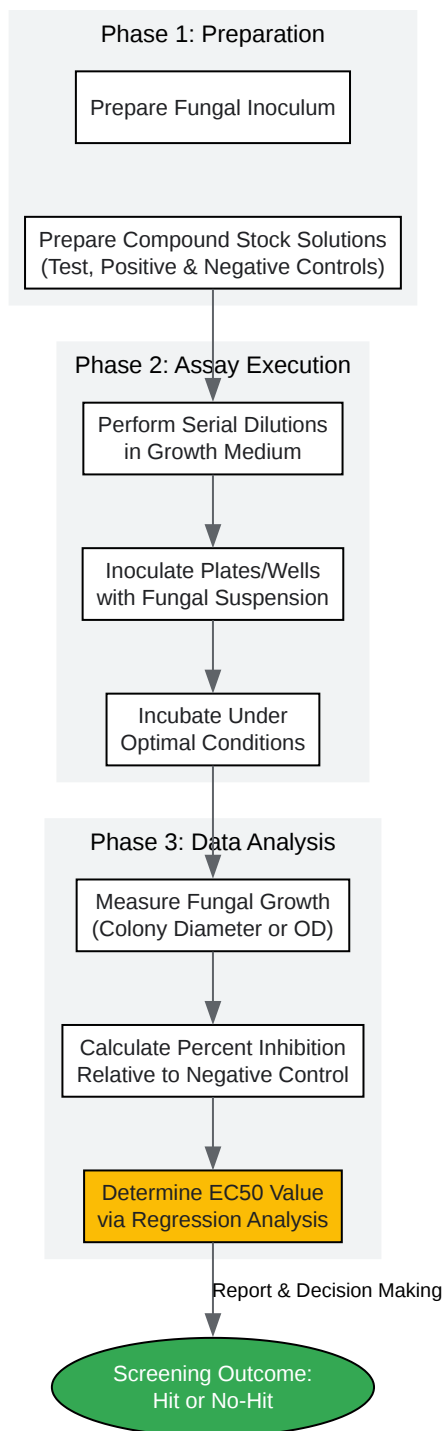 Phase 1: Preparation
Prepare Fungal Inoculum
Prepare Compound Stock Solutions
(Test, Positive & Negative Controls)
Phase 2: Assay Execution
Perform Serial Dilutions
in Growth Medium
Inoculate Plates/Wells
with Fungal Suspension
Incubate Under
Optimal Conditions
Phase 3: Data Analysis
Measure Fungal Growth
(Colony Diameter or OD)
Calculate Percent Inhibition
Relative to Negative Control
Determine EC50 Value
via Regression Analysis
Report & Decision Making
Screening Outcome:
Hit or No-Hit